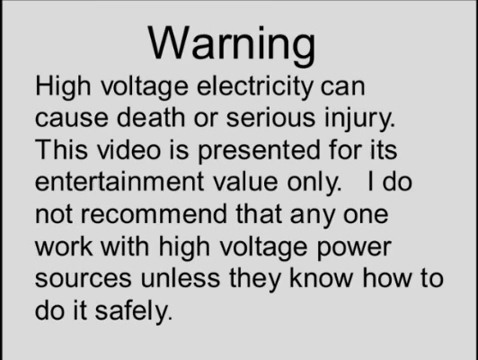 Warning
High voltage electricity can
cause death or serious injury.
This video is presented for its
entertainment value only.   I do
not recommend that any one
work with high voltage power
sources unless they know how to
do it safely.